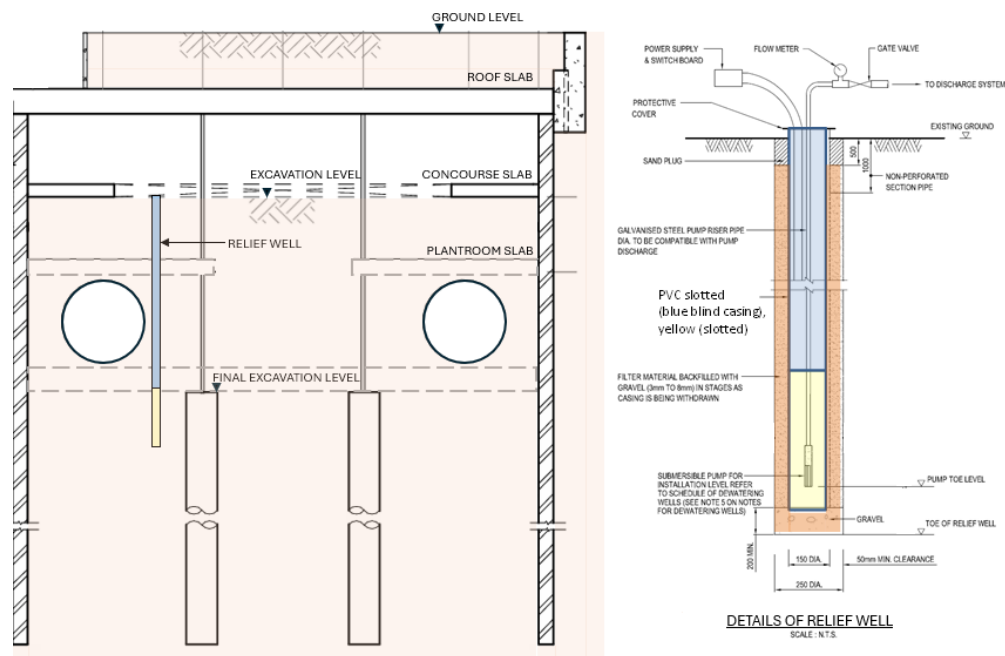 GROUND LEVEL
ROOF SLAB
EXCAVATION LEVEL
CONCOURSE SLAB
RELIEF WELL
PLANTROOM SLAB
FINAL EXCAVATION LEVEL
POWER SUPPLY
& SWITCH BOARD
FLOW METER
GATE VALVE
TO DISCHARGE SYSTEM
PROTECTIVE
COVER
EXISTING GROUND
SAND PLUG
500
1000
NON-PERFORATED
SECTION PIPE
GALVANISED STEEL PUMP RISER PIPE
DIA. TO BE COMPATIBLE WITH PUMP
DISCHARGE
PVC slotted
(blue blind casing),
yellow (slotted)
FILTER MATERIAL BACKFILLED WITH
GRAVEL (3mm TO 8mm) IN STAGES AS
CASING IS BEING WITHDRAWN
SUBMERSIBLE PUMP FOR
INSTALLATION LEVEL REFER
TO SCHEDULE OF DEWATERING
WELLS (SEE NOTE 5 ON NOTES
FOR DEWATERING WELLS)
PUMP TOE LEVEL
GRAVEL
TOE OF RELIEF WELL
200 MIN.
150 DIA.
50mm MIN. CLEARANCE
250 DIA.
DETAILS OF RELIEF WELL
SCALE : N.T.S.